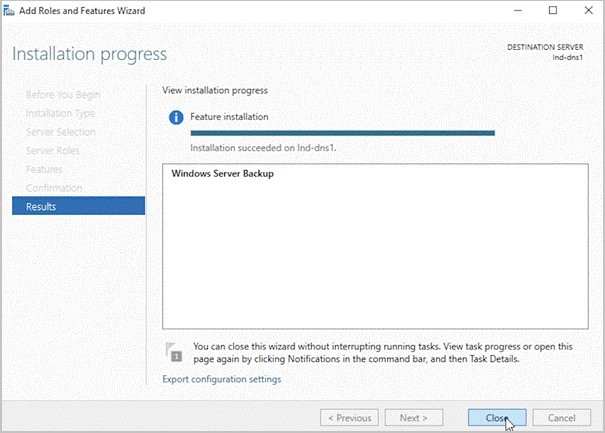 Add Roles and Features Wizard
Installation progress
DESTINATION SERVER
lnd-dns1
Before You Begin
Installation Type
Server Selection
Server Roles
Features
Confirmation
Results
View installation progress
Feature installation
Installation succeeded on lnd-dns1.
Windows Server Backup
1
You can close this wizard without interrupting running tasks. View task progress or open this
page again by clicking Notifications in the command bar, and then Task Details.
Export configuration settings
< Previous
Next >
Close
Cancel